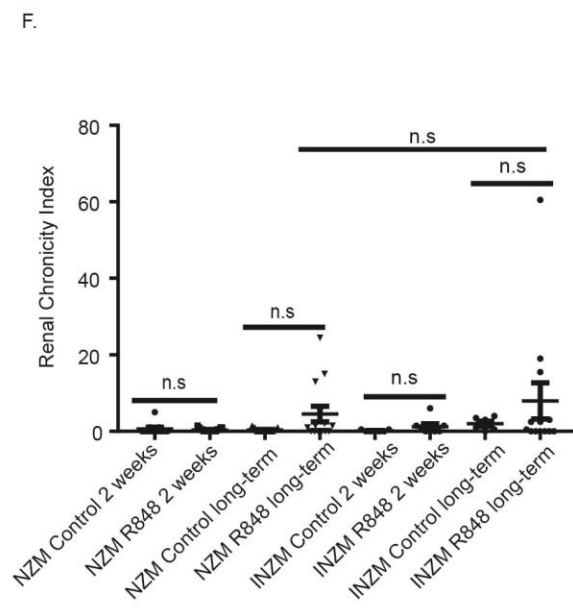 F.
Renal Chronicity Index
80
60
40
20
0
n.s
n.s
n.s
n.s
n.s
NZM Control 2 weeks
NZM R848 2 weeks
NZM Control long-term
NZM R848 long-term
INZM Control 2 weeks
INZM R848 2 weeks
INZM Control long-term
INZM R848 long-term